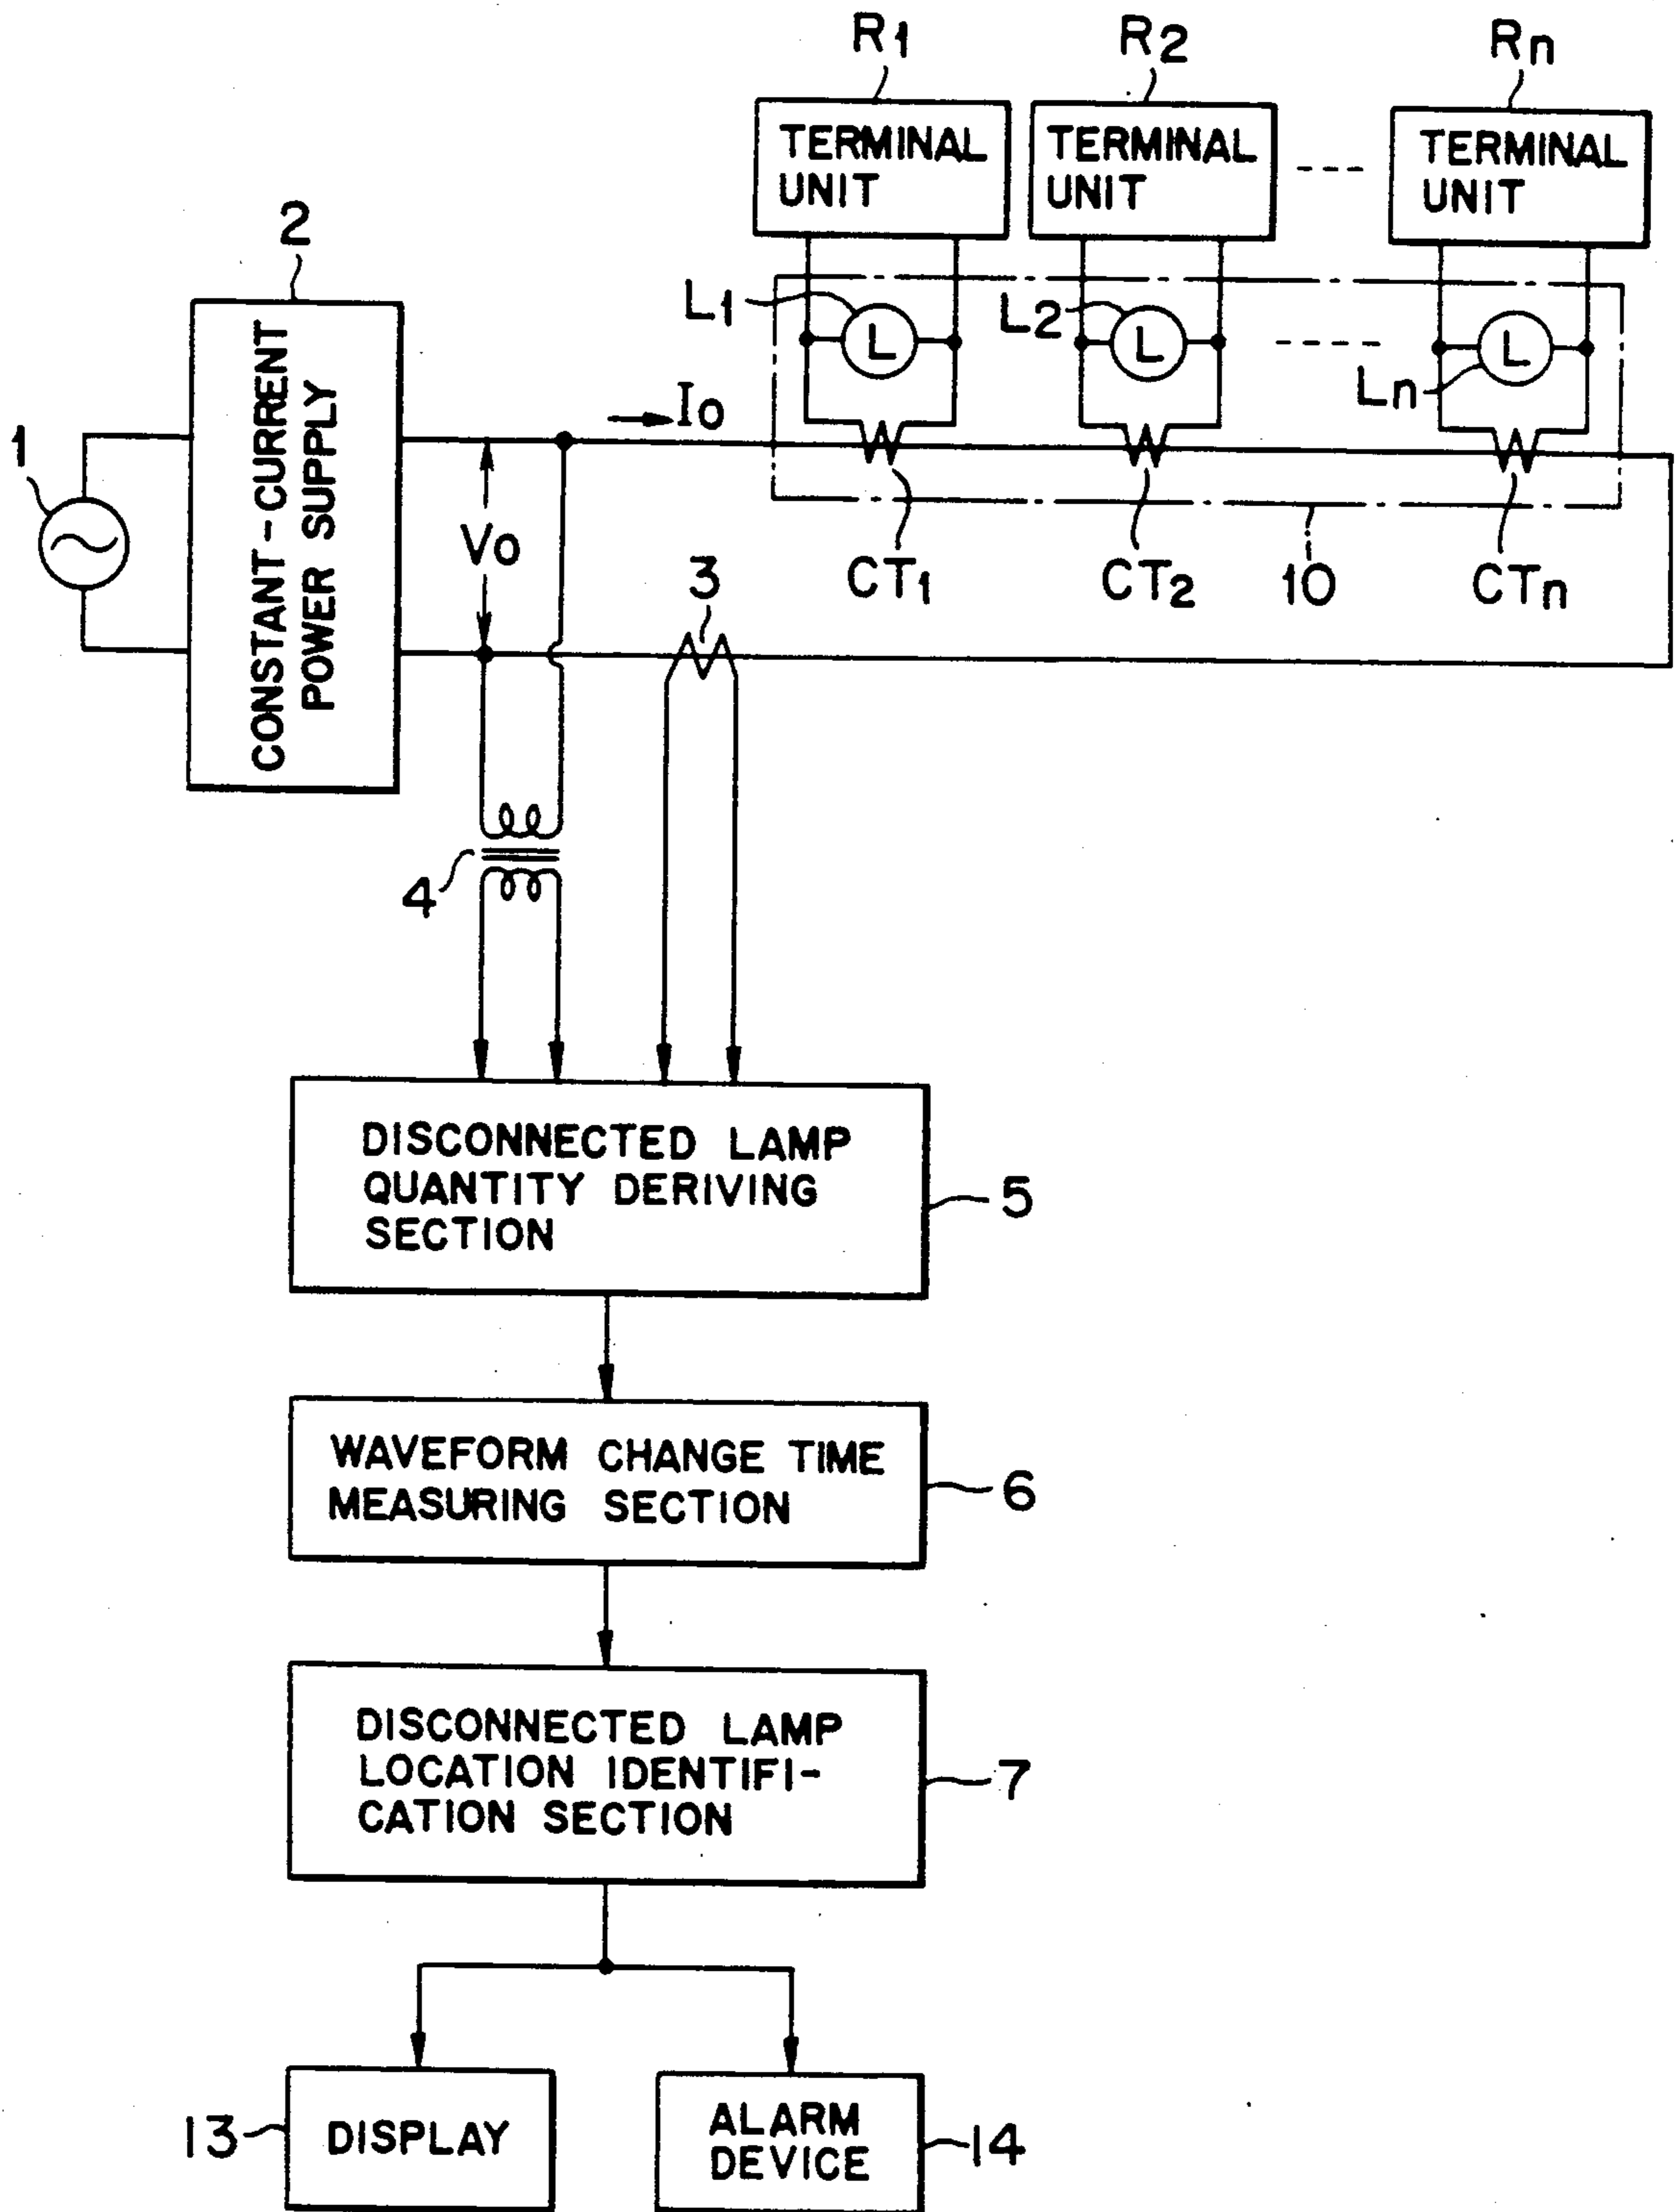 R1
R2
Rn
TERMINAL
UNIT
TERMINAL
UNIT
----
TERMINAL
UNIT
2
L1
L
L2
L
-----
Ln
L
CONSTANT-CURRENT
POWER SUPPLY
Io
1
Vo
3
CT1
CT2
10
CTn
4
DISCONNECTED LAMP
QUANTITY DERIVING
SECTION
5
WAVEFORM CHANGE TIME
MEASURING SECTION
6
DISCONNECTED LAMP
LOCATION IDENTIFI-
CATION SECTION
7
13
DISPLAY
ALARM
DEVICE
14